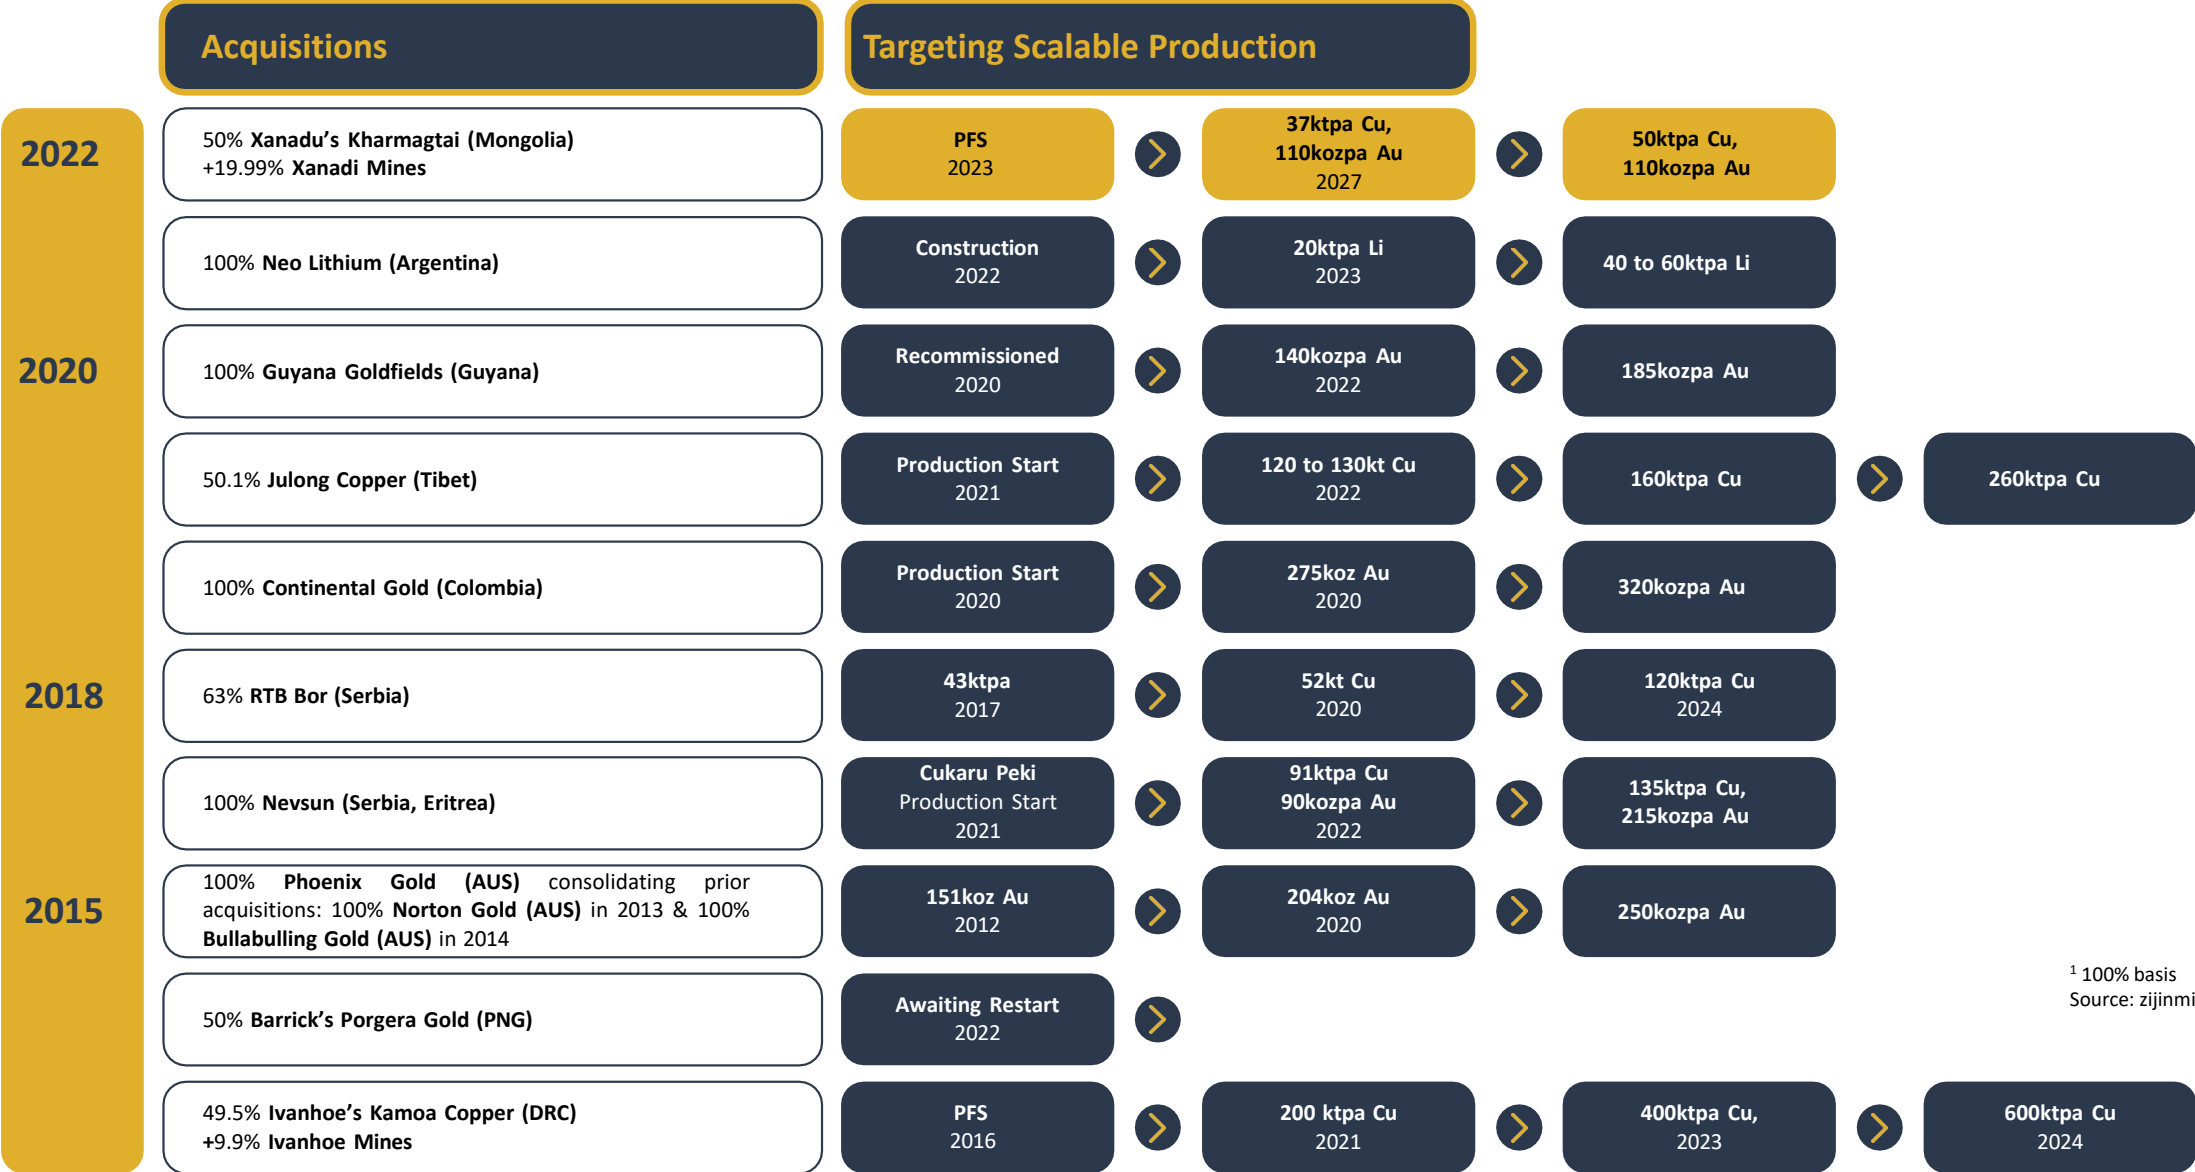 Acquisitions
Targeting Scalable Production
2022
50% Xanadu’s Kharmagtai (Mongolia)
+19.99% Xanadi Mines
PFS
2023
37ktpa Cu,
110kozpa Au
2027
50ktpa Cu,
110kozpa Au
100% Neo Lithium (Argentina)
Construction
2022
20ktpa Li
2023
40 to 60ktpa Li
2020
100% Guyana Goldfields (Guyana)
Recommissioned
2020
140kozpa Au
2022
185kozpa Au
50.1% Julong Copper (Tibet)
Production Start
2021
120 to 130kt Cu
2022
160ktpa Cu
260ktpa Cu
100% Continental Gold (Colombia)
Production Start
2020
275koz Au
2020
320kozpa Au
2018
63% RTB Bor (Serbia)
43ktpa
2017
52kt Cu
2020
120ktpa Cu
2024
100% Nevsun (Serbia, Eritrea)
Cukaru Peki
Production Start
2021
91ktpa Cu
90kozpa Au
2022
135ktpa Cu,
215kozpa Au
2015
100% Phoenix Gold (AUS) consolidating prior
acquisitions: 100% Norton Gold (AUS) in 2013 & 100%
Bullabulling Gold (AUS) in 2014
151koz Au
2012
204koz Au
2020
250kozpa Au
¹ 100% basis
Source: zijinmi
50% Barrick’s Porgera Gold (PNG)
Awaiting Restart
2022
49.5% Ivanhoe’s Kamoa Copper (DRC)
+9.9% Ivanhoe Mines
PFS
2016
200 ktpa Cu
2021
400ktpa Cu,
2023
600ktpa Cu
2024